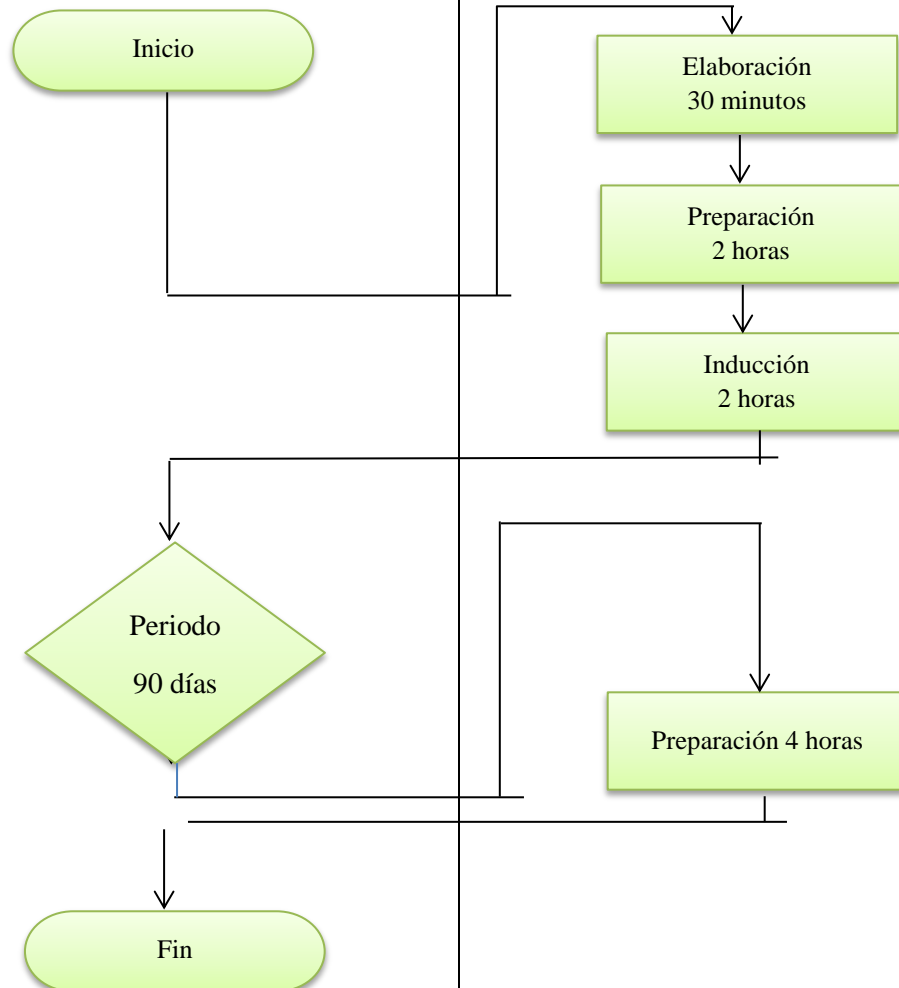 Inicio
Elaboración
30 minutos
Preparación
2 horas
Inducción
2 horas
Periodo
90 días
Preparación 4 horas
Fin